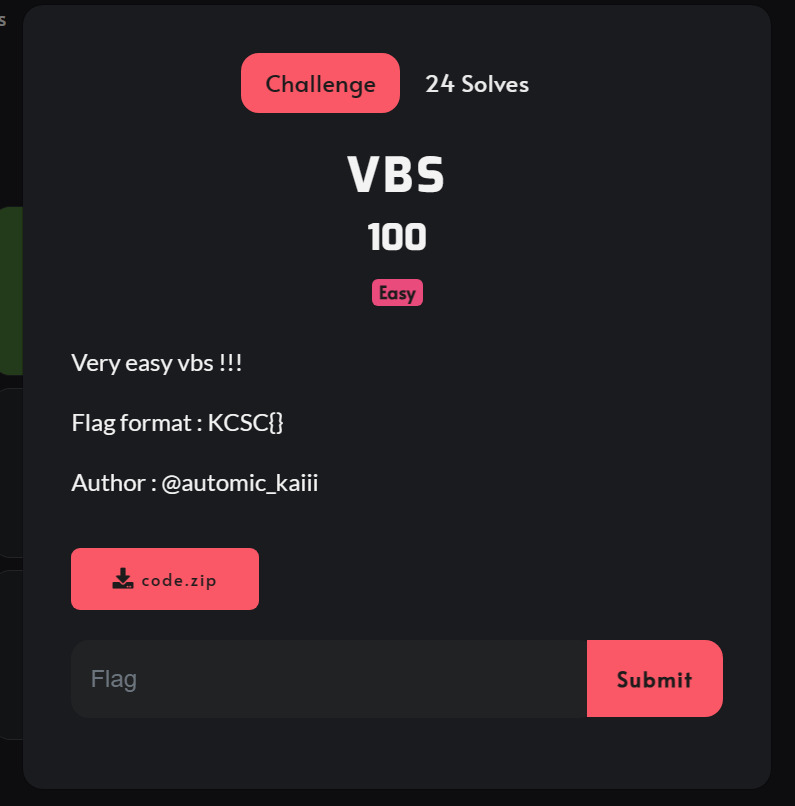 s
Challenge
24 Solves
VBS
100
Easy
Very easy vbs !!!
Flag format : KCSC{}
Author : @automic_kaiii
code.zip
Flag
Submit